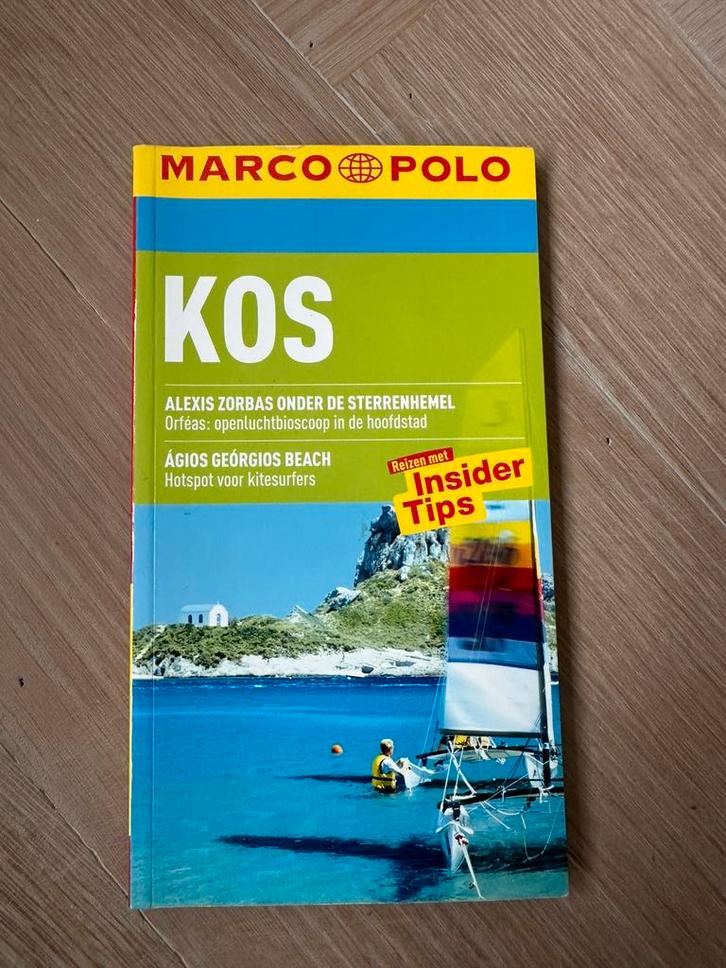 MARCO POLO
KOS
ALEXIS ZORBAS ONDER DE STERRENHEMEL
Orféas: openluchtbioscoop in de hoofdstad
ÁGIOS GEÓRGIOS BEACH
Hotspot voor kitesurfers
Reizen met
Insider
Tips